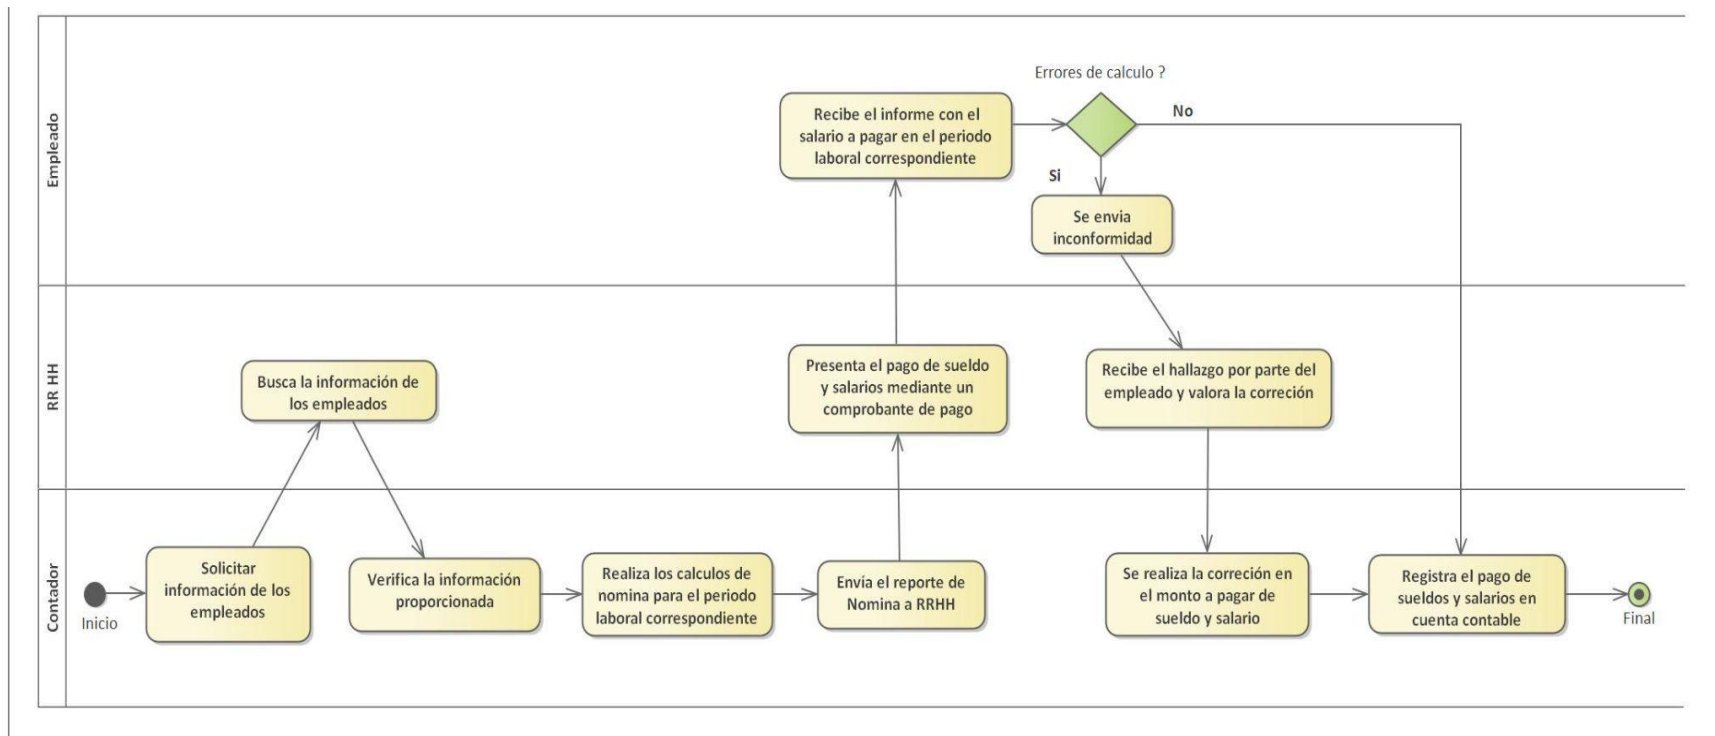 Empleado
Errores de calculo ?
Recibe el informe con el
salario a pagar en el periodo
laboral correspondiente
No
Si
Se envia
inconformidad
RR HH
Busca la información de
los empleados
Presenta el pago de sueldo
y salarios mediante un
comprobante de pago
Recibe el hallazgo por parte del
empleado y valora la correción
Contador
Inicio
Solicitar
información de los
empleados
Verifica la información
proporcionada
Realiza los calculos de
nomina para el periodo
laboral correspondiente
Envía el reporte de
Nomina a RRHH
Se realiza la correción en
el monto a pagar de
sueldo y salario
Registra el pago de
sueldos y salarios en
cuenta contable
Final